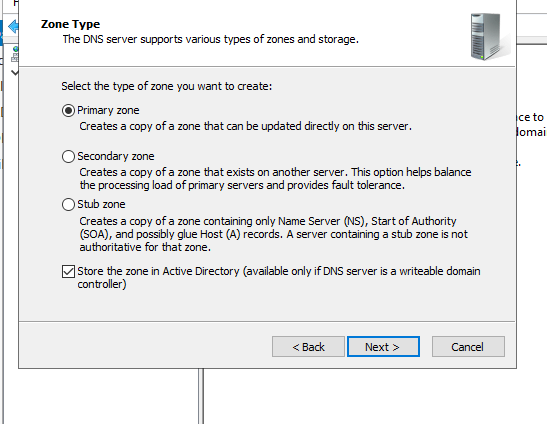 Zone Type
The DNS server supports various types of zones and storage.
Select the type of zone you want to create:
Primary zone
Creates a copy of a zone that can be updated directly on this server.
Secondary zone
Creates a copy of a zone that exists on another server. This option helps balance
the processing load of primary servers and provides fault tolerance.
Stub zone
Creates a copy of a zone containing only Name Server (NS), Start of Authority
(SOA), and possibly glue Host (A) records. A server containing a stub zone is not
authoritative for that zone.
Store the zone in Active Directory (available only if DNS server is a writeable domain
controller)
< Back
Next >
Cancel